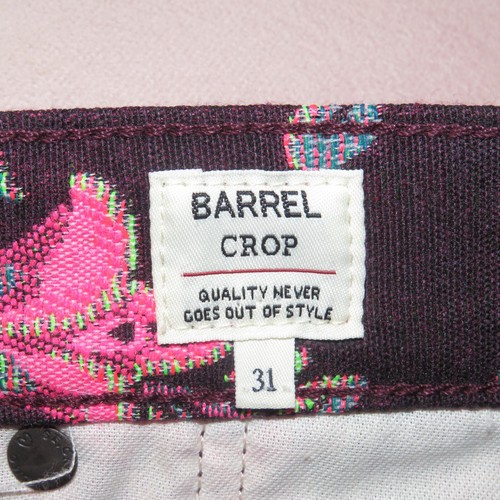 BARREL
CROP
QUALITY NEVER
GOES OUT OF STYLE
31